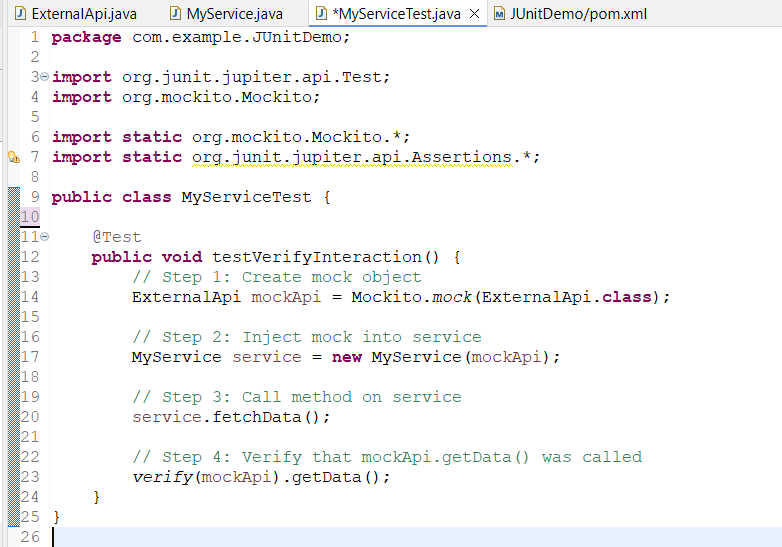 ExternalApi.java MyService.java *MyServiceTest.java JUnitDemo/pom.xml
1 package com.example.JUnitDemo;
2
3 import org.junit.jupiter.api.Test;
4 import org.mockito.Mockito;
5
6 import static org.mockito.Mockito.*;
7 import static org.junit.jupiter.api.Assertions.*;
8
9 public class MyServiceTest {
10
11     @Test
12     public void testVerifyInteraction() {
13         // Step 1: Create mock object
14         ExternalApi mockApi = Mockito.mock(ExternalApi.class);
15
16         // Step 2: Inject mock into service
17         MyService service = new MyService(mockApi);
18
19         // Step 3: Call method on service
20         service.fetchData();
21
22         // Step 4: Verify that mockApi.getData() was called
23         verify(mockApi).getData();
24     }
25 }
26